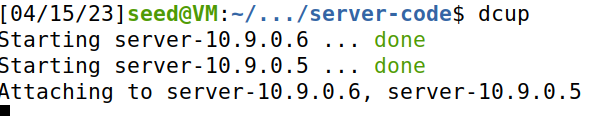 [04/15/23]seed@VM:~/.../server-code$ dcup
Starting server-10.9.0.6 ... done
Starting server-10.9.0.5 ... done
Attaching to server-10.9.0.6, server-10.9.0.5